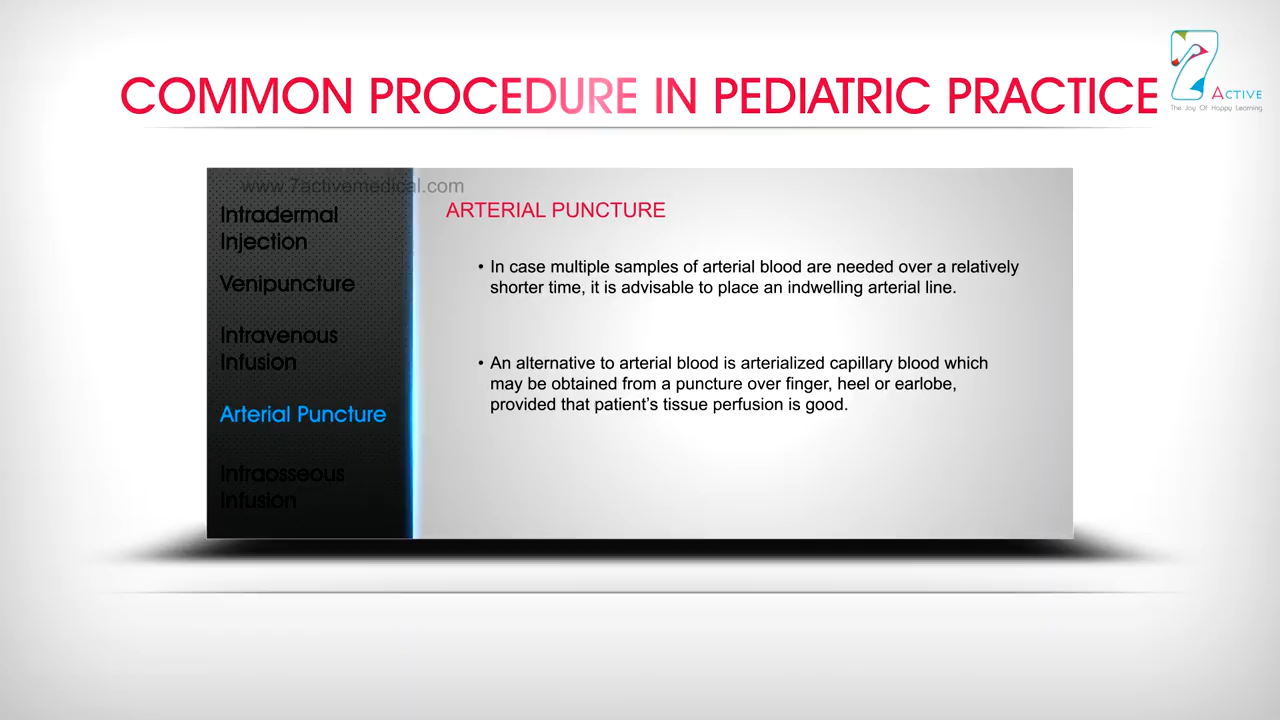 COMMON PROCEDURE IN PEDIATRIC PRACTICE
7 ACTIVE
The Joy Of Happy Learning
www.7activemedical.com
Intradermal
Injection
Venipuncture
Intravenous
Infusion
Arterial Puncture
Intraosseous
Infusion
ARTERIAL PUNCTURE
• In case multiple samples of arterial blood are needed over a relatively
shorter time, it is advisable to place an indwelling arterial line.
• An alternative to arterial blood is arterialized capillary blood which
may be obtained from a puncture over finger, heel or earlobe,
provided that patient's tissue perfusion is good.